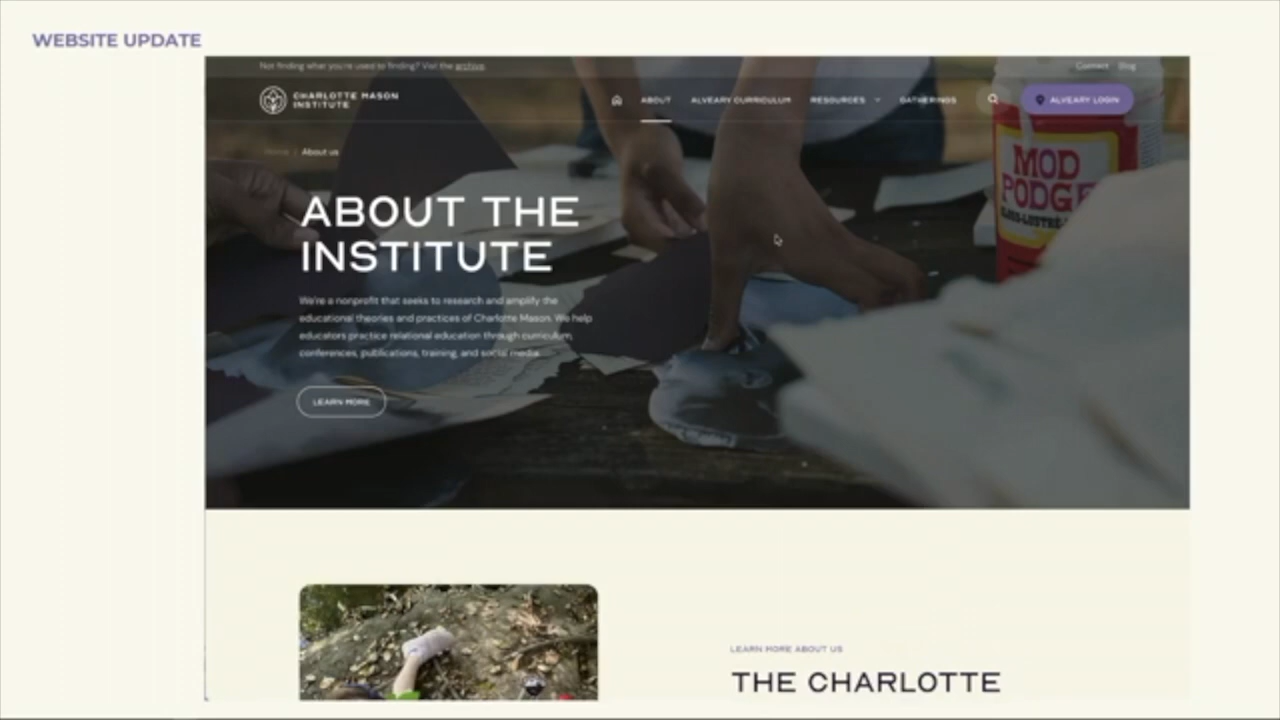 WEBSITE UPDATE
Not finding what you're used to finding? Visit the archive.
Contact Blog
CHARLOTTE MASON
INSTITUTE
ABOUT ALVEARY CURRICULUM RESOURCES GATHERINGS ALVEARY LOGIN
Home / About us
MOD
PODGE
ABOUT THE
INSTITUTE
We're a nonprofit that seeks to research and amplify the
educational theories and practices of Charlotte Mason. We help
educators practice relational education through curriculum,
conferences, publications, training, and social media.
LEARN MORE
LEARN MORE ABOUT US
THE CHARLOTTE